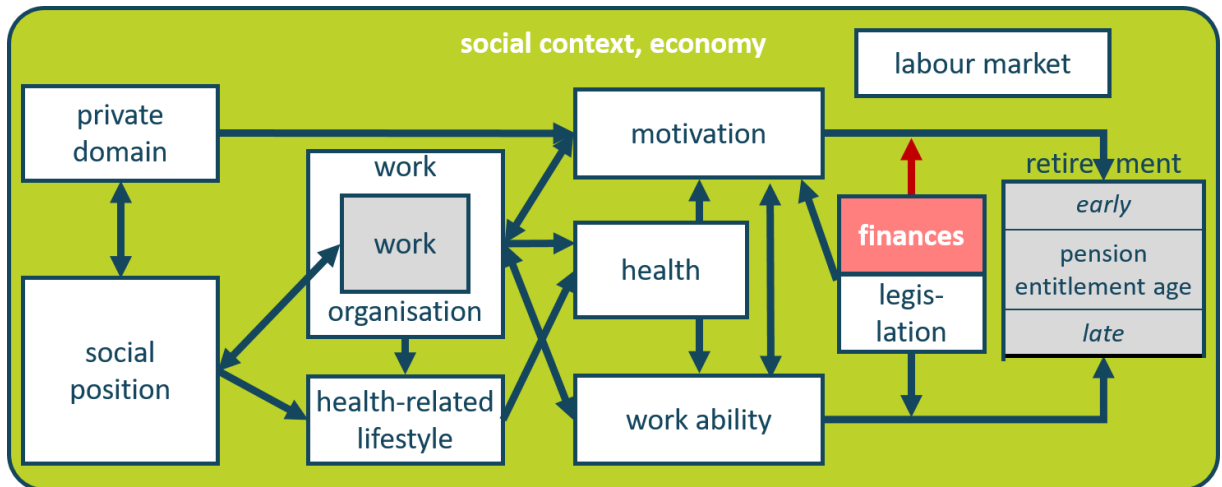 social context, economy
labour market
private
domain
motivation
work
work
organisation
retirement
early
pension
entitlement age
late
finances
legis-
lation
health
social
position
health-related
lifestyle
work ability